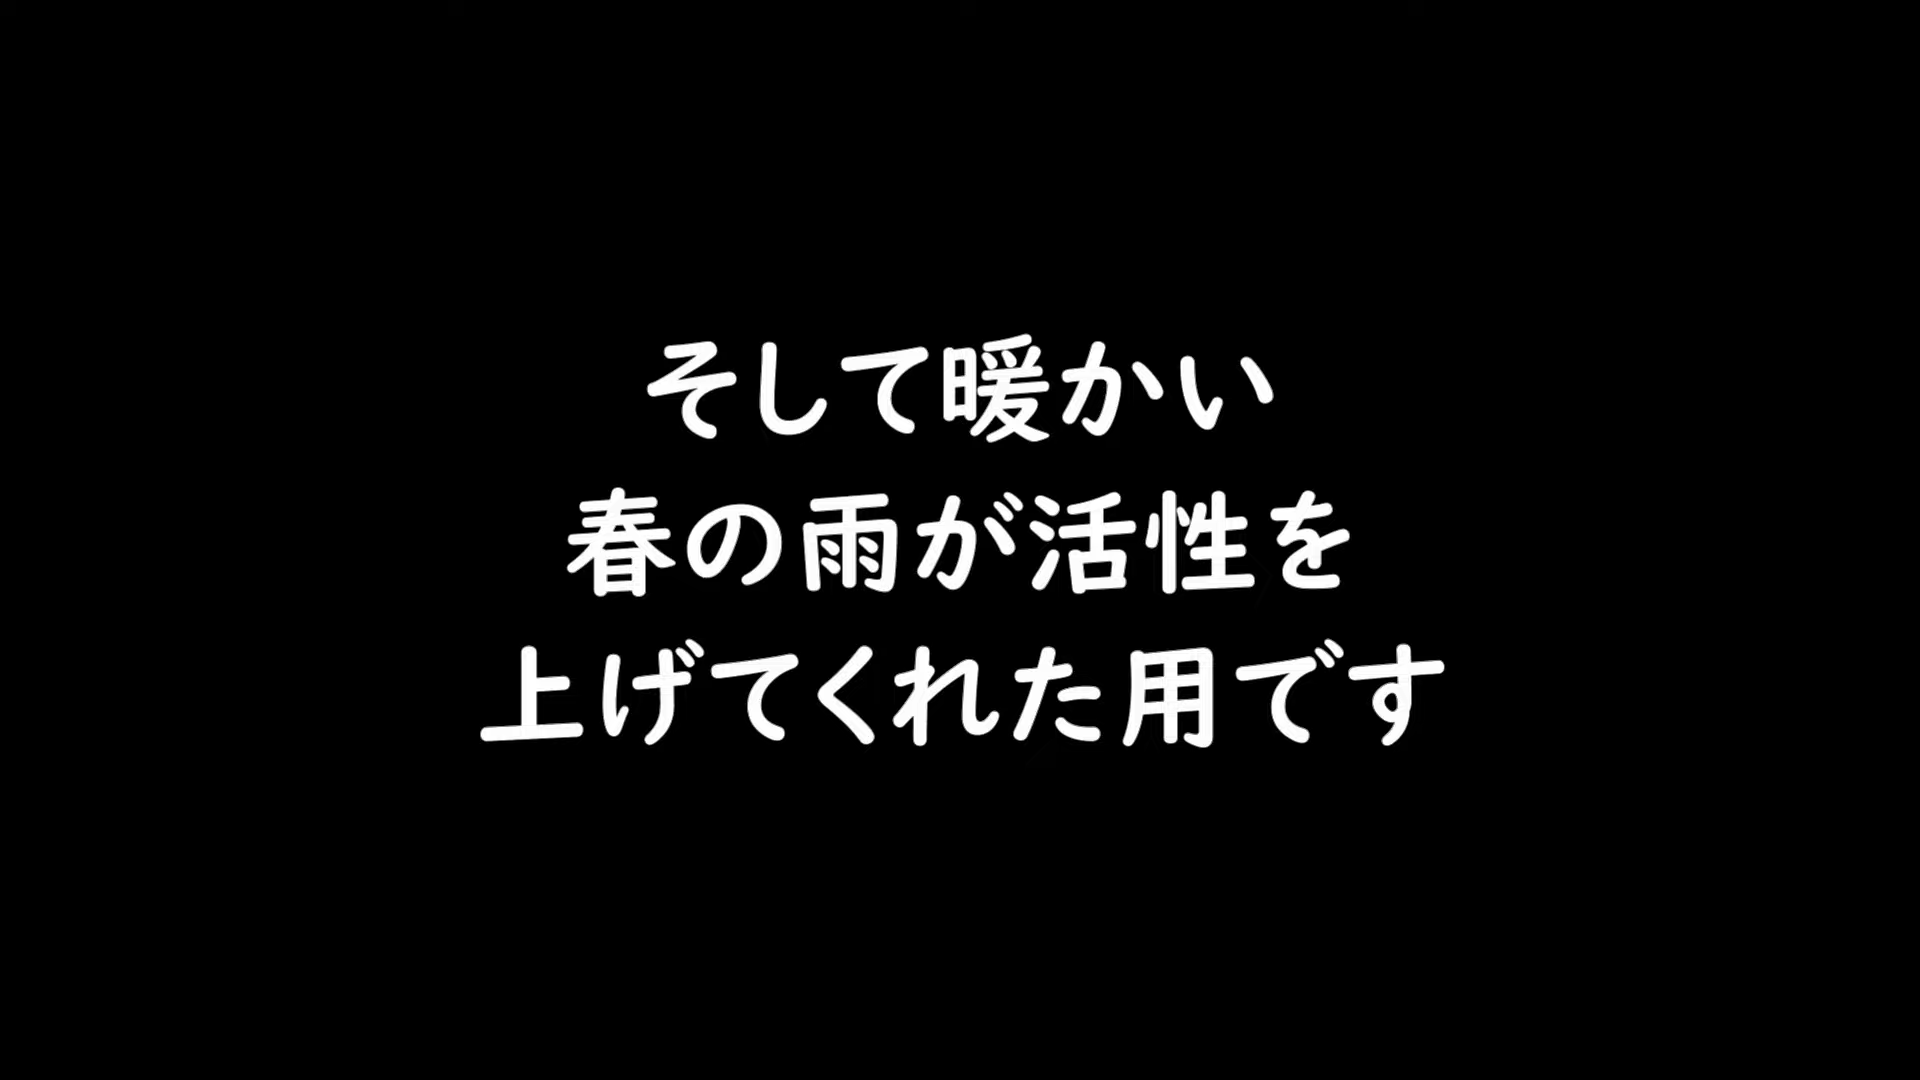 そして暖かい
春の雨が活性を
上げてくれた用です